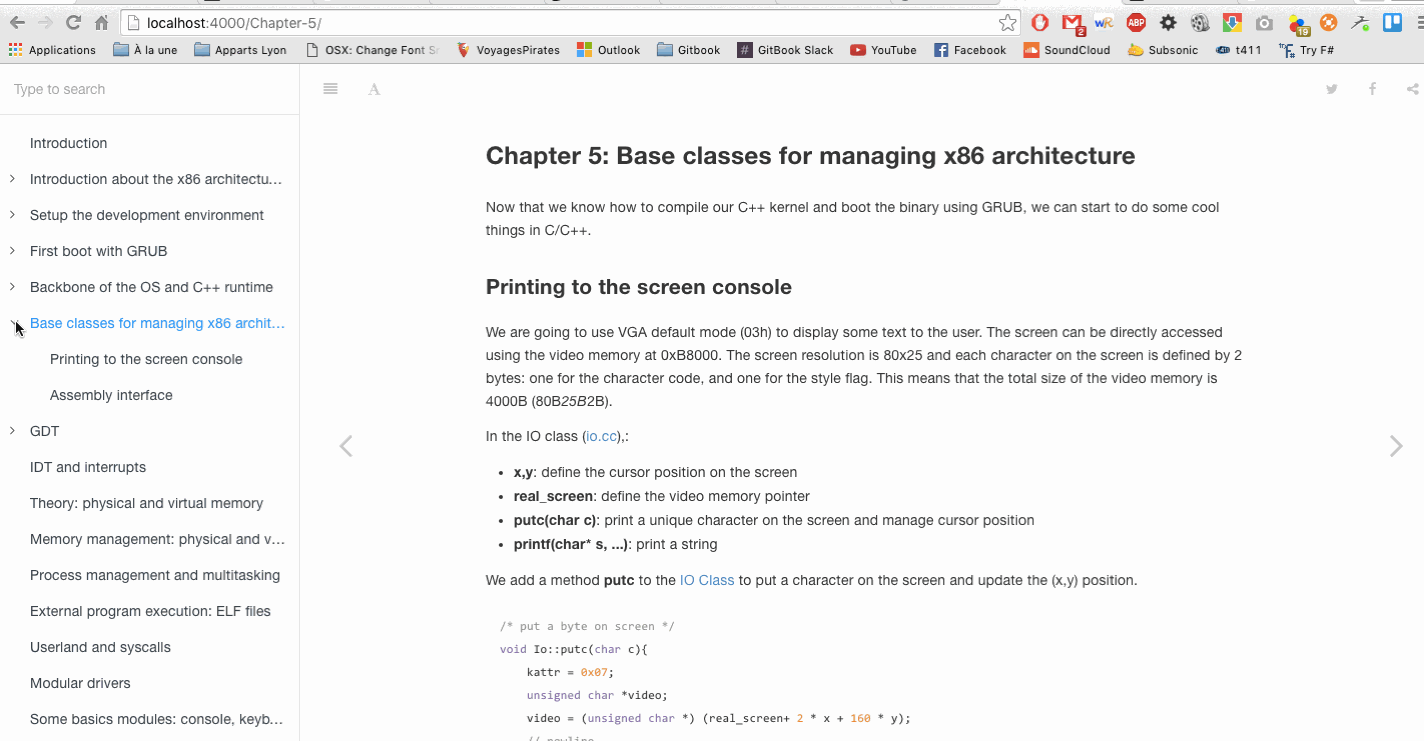 localhost:4000/Chapter-5/
2
ABP
19
Applications
À la une
Apparts Lyon
OSX: Change Font Sr
VoyagesPirates
Outlook
Gitbook
GitBook Slack
YouTube
Facebook
SoundCloud
Subsonic
t411
Try F#
Type to search
A
Introduction
Introduction about the x86 architectu...
Setup the development environment
First boot with GRUB
Backbone of the OS and C++ runtime
Base classes for managing x86 archit...
Printing to the screen console
Assembly interface
GDT
IDT and interrupts
Theory: physical and virtual memory
Memory management: physical and v...
Process management and multitasking
External program execution: ELF files
Userland and syscalls
Modular drivers
Some basics modules: console, keyb...
Chapter 5: Base classes for managing x86 architecture
Now that we know how to compile our C++ kernel and boot the binary using GRUB, we can start to do some cool
things in C/C++.
Printing to the screen console
We are going to use VGA default mode (03h) to display some text to the user. The screen can be directly accessed
using the video memory at 0xB8000. The screen resolution is 80x25 and each character on the screen is defined by 2
bytes: one for the character code, and one for the style flag. This means that the total size of the video memory is
4000B (80B25B2B).
In the IO class (io.cc),:
• x,y: define the cursor position on the screen
• real_screen: define the video memory pointer
• putc(char c): print a unique character on the screen and manage cursor position
• printf(char* s, ...): print a string
We add a method putc to the IO Class to put a character on the screen and update the (x,y) position.
/* put a byte on screen */
void Io::putc(char c){
kattr = 0x07;
unsigned char *video;
video = (unsigned char *) (real_screen+ 2 * x + 160 * y);
// newline